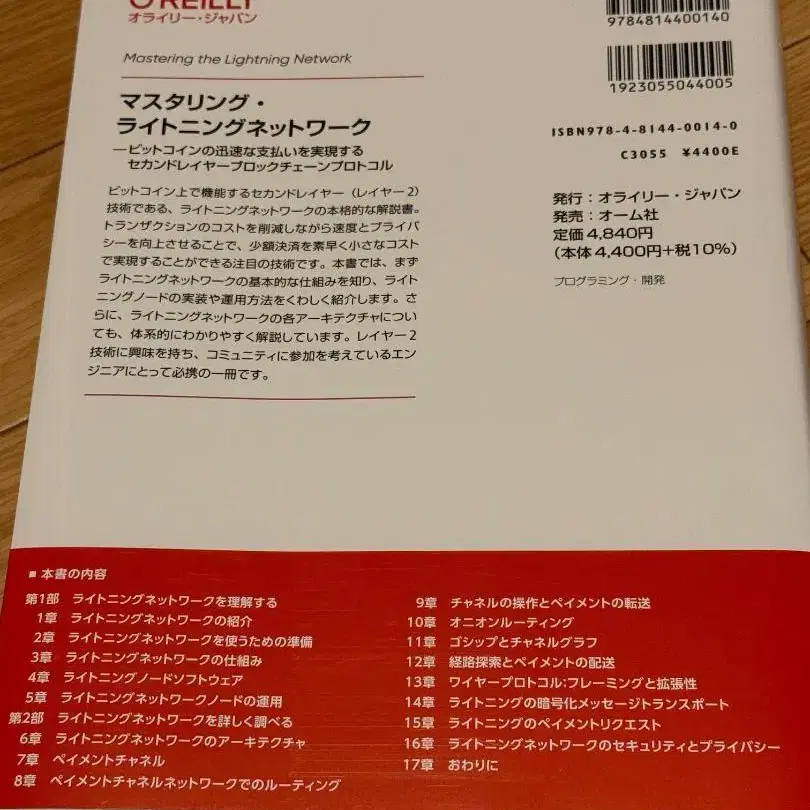 O'REILLY
オライリー・ジャパン
Mastering the Lightning Network
マスタリング・
ライトニングネットワーク
―ビットコインの迅速な支払いを実現する
セカンドレイヤーブロックチェーンプロトコル
ビットコイン上で機能するセカンドレイヤー（レイヤー2）
技術である、ライトニングネットワークの本格的な解説書。
トランザクションのコストを削減しながら速度とプライバ
シーを向上させることで、少額決済を素早く小さなコスト
で実現することができる注目の技術です。本書では、まず
ライトニングネットワークの基本的な仕組みを知り、ライト
ニングノードの実装や運用方法をくわしく紹介します。さ
らに、ライトニングネットワークの各アーキテクチャについ
ても、体系的にわかりやすく解説しています。レイヤー2
技術に興味を持ち、コミュニティに参加を考えているエン
ジニアにとって必携の一冊です。
9784814400140
1923055044005
ISBN978-4-8144-0014-0
C3055 ¥4400E
発行：オライリー・ジャパン
発売：オーム社
定価4,840円
（本体4,400円＋税10%）
プログラミング・開発
■ 本書の内容
第1部 ライトニングネットワークを理解する
1章 ライトニングネットワークの紹介
2章 ライトニングネットワークを使うための準備
3章 ライトニングネットワークの仕組み
4章 ライトニングノードソフトウェア
5章 ライトニングネットワークノードの運用
第2部 ライトニングネットワークを詳しく調べる
6章 ライトニングネットワークのアーキテクチャ
7章 ペイメントチャネル
8章 ペイメントチャネルネットワークでのルーティング
9章 チャネルの操作とペイメントの転送
10章 オニオンルーティング
11章 ゴシップとチャネルグラフ
12章 経路探索とペイメントの配送
13章 ワイヤープロトコル:フレーミングと拡張性
14章 ライトニングの暗号化メッセージトランスポート
15章 ライトニングのペイメントリクエスト
16章 ライトニングネットワークのセキュリティとプライバシー
17章 おわりに